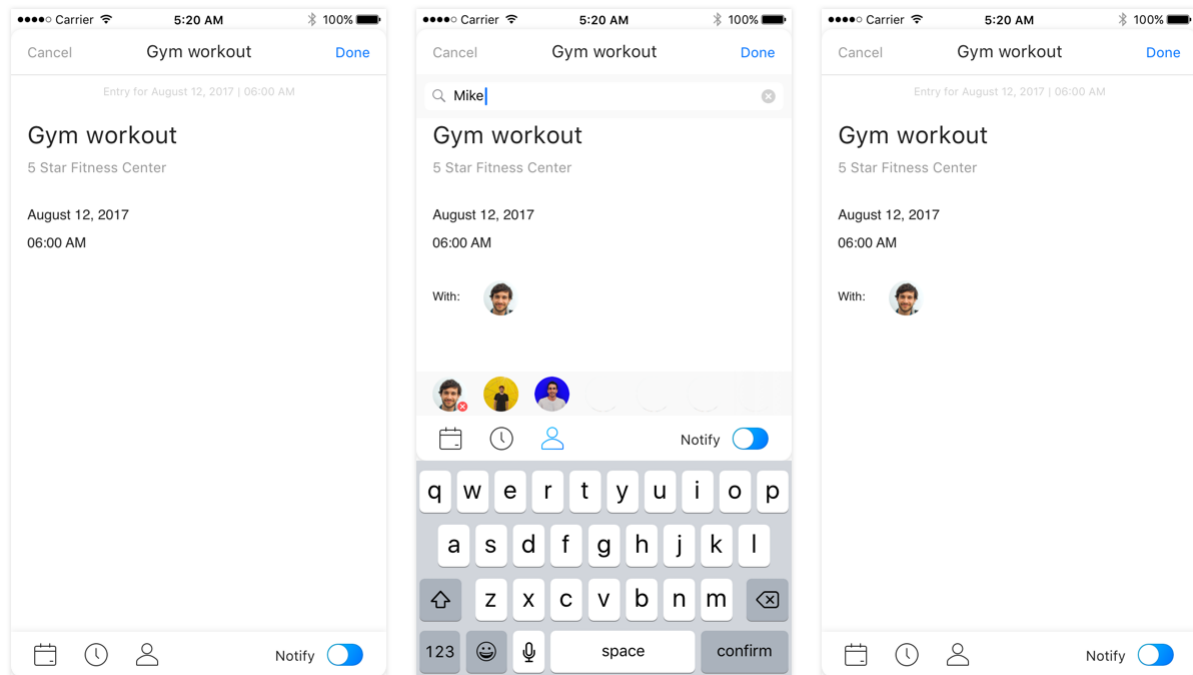 Carrier 5:20 AM 100%
Cancel Gym workout Done
Entry for August 12, 2017 | 06:00 AM
Gym workout
5 Star Fitness Center
August 12, 2017
06:00 AM
Notify
Carrier 5:20 AM 100%
Cancel Gym workout Done
Mike
Gym workout
5 Star Fitness Center
August 12, 2017
06:00 AM
With:
Notify
q w e r t y u i o p
a s d f g h j k l
z x c v b n m
123 space confirm
Carrier 5:20 AM 100%
Cancel Gym workout Done
Entry for August 12, 2017 | 06:00 AM
Gym workout
5 Star Fitness Center
August 12, 2017
06:00 AM
With:
Notify